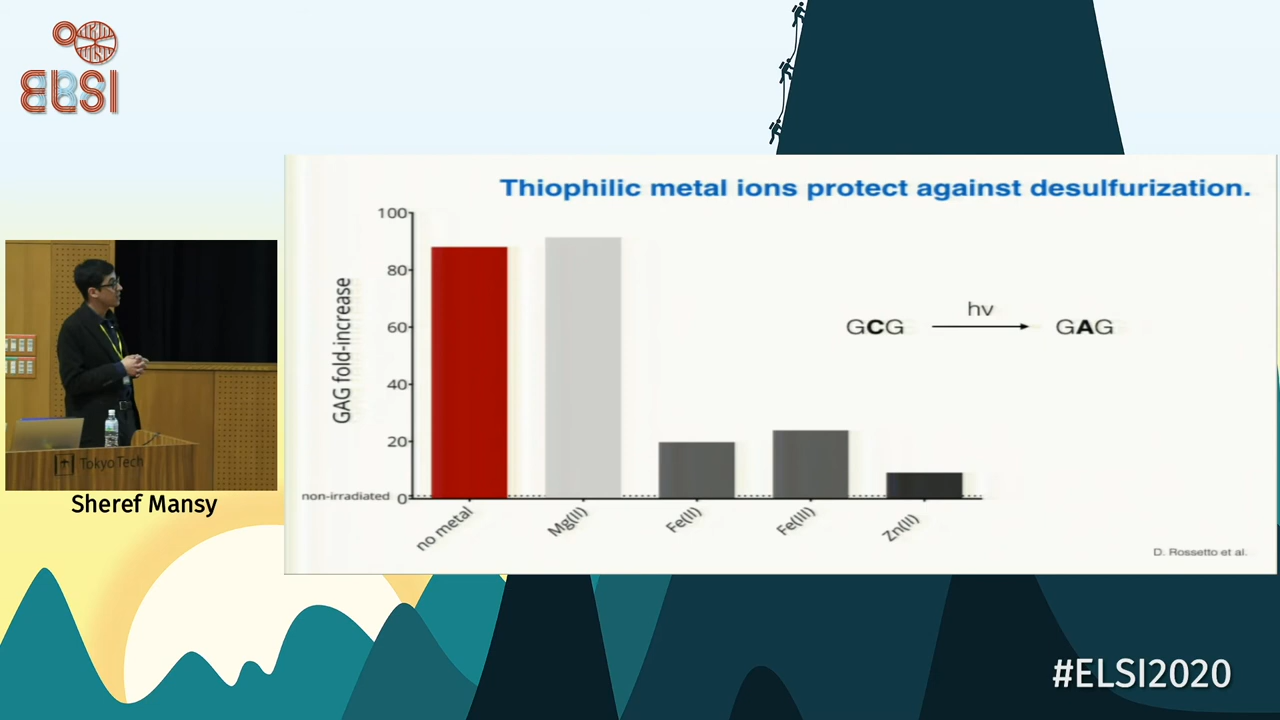 ELSI
Thiophilic metal ions protect against desulfurization.
100
80
60
40
20
0
GAG fold-increase
non-irradiated
no metal
Mg(II)
Fe(II)
Fe(III)
Zn(II)
hv
GCG
GAG
D. Rossetto et al.
Tokyo Tech
Sheref Mansy
#ELSI2020